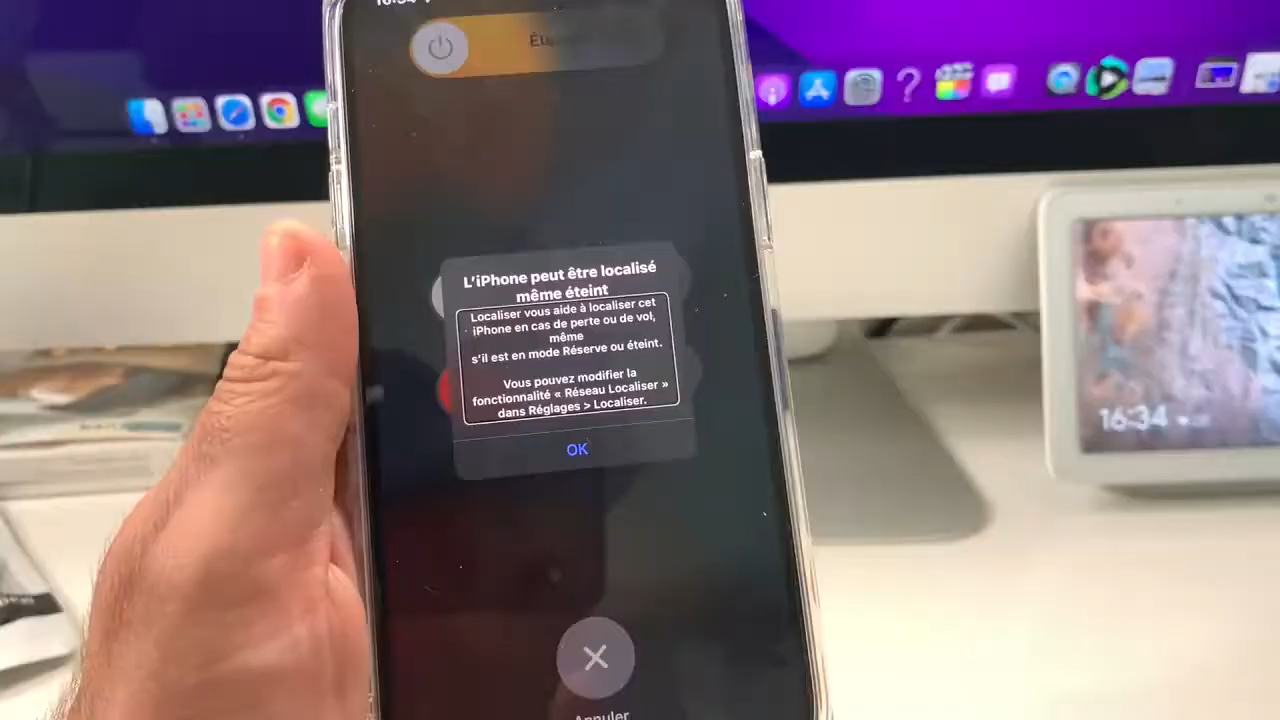 L'iPhone peut être localisé
même éteint
Localiser vous aide à localiser cet
iPhone en cas de perte ou de vol,
même
s'il est en mode Réserve ou éteint.
Vous pouvez modifier la
fonctionnalité « Réseau Localiser »
dans Réglages > Localiser.
OK
Annuler
16:34